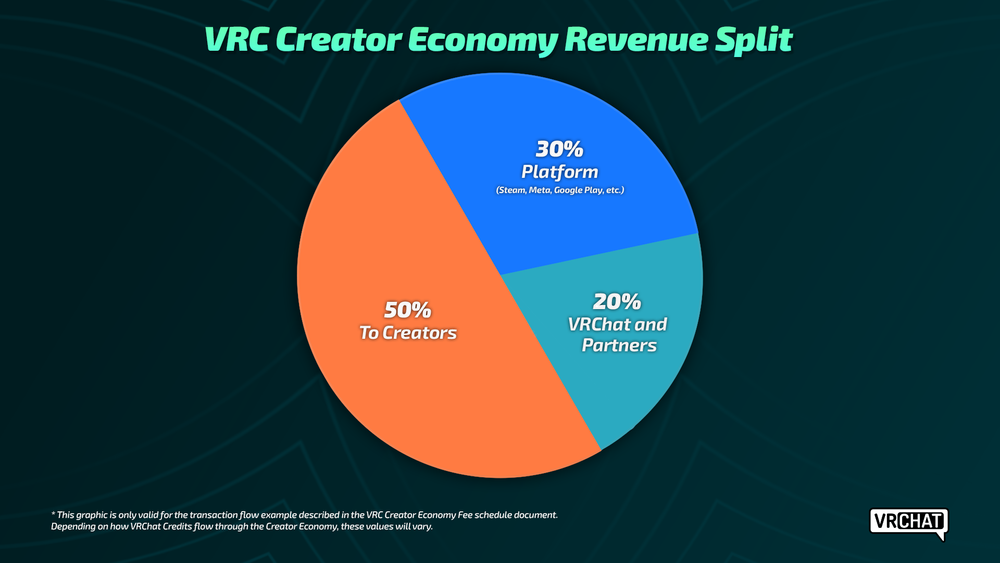 VRC Creator Economy Revenue Split
30%
Platform
(Steam, Meta, Google Play, etc.)
50%
To Creators
20%
VRChat and
Partners
* This graphic is only valid for the transaction flow example described in the VRC Creator Economy Fee schedule document.
Depending on how VRChat Credits flow through the Creator Economy, these values will vary.
VRCHAT